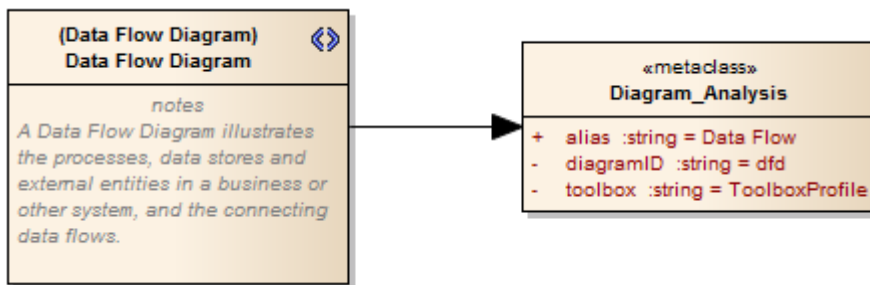 (Data Flow Diagram)
Data Flow Diagram
notes
A Data Flow Diagram illustrates
the processes, data stores and
external entities in a business or
other system, and the connecting
data flows.
«metaclass»
Diagram_Analysis
+ alias :string = Data Flow
- diagramID :string = dfd
- toolbox :string = ToolboxProfile